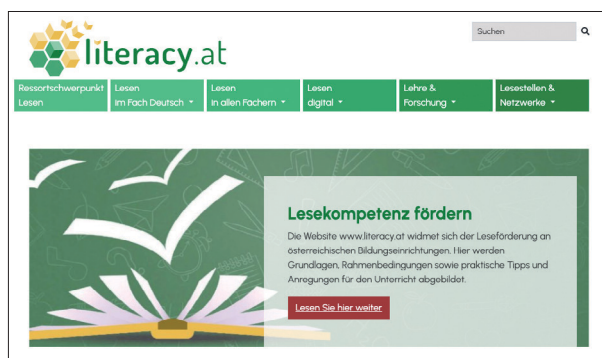 literacy.at
Suchen
Ressortschwerpunkt Lesen
Lesen im Fach Deutsch
Lesen in allen Fächern
Lesen digital
Lehre & Forschung
Lesestellen & Netzwerke
Lesekompetenz fördern
Die Website www.literacy.at widmet sich der Leseförderung an
österreichischen Bildungseinrichtungen. Hier werden
Grundlagen, Rahmenbedingungen sowie praktische Tipps und
Anregungen für den Unterricht abgebildet.
Lesen Sie hier weiter